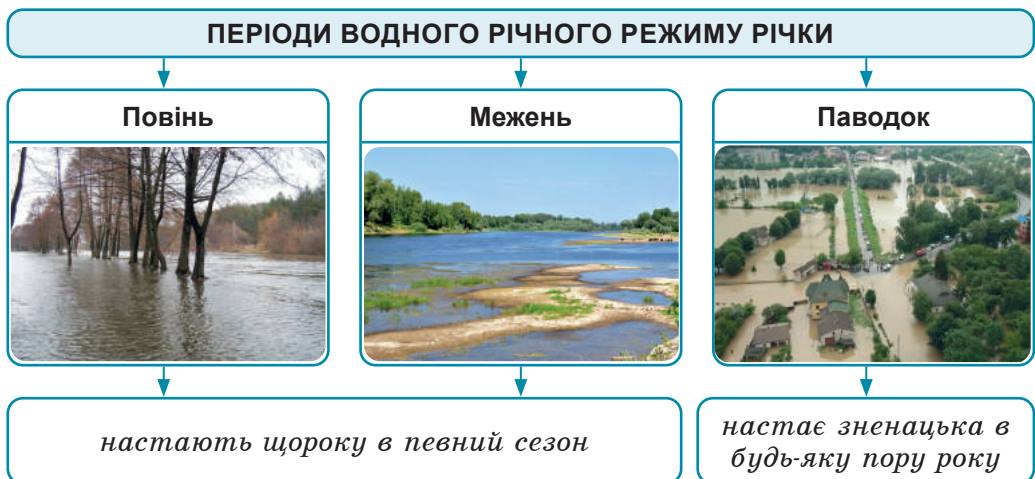 ПЕРІОДИ ВОДНОГО РІЧНОГО РЕЖИМУ РІЧКИ
Повінь
Межень
Паводок
настають щороку в певний сезон
настає зненацька в
будь-яку пору року